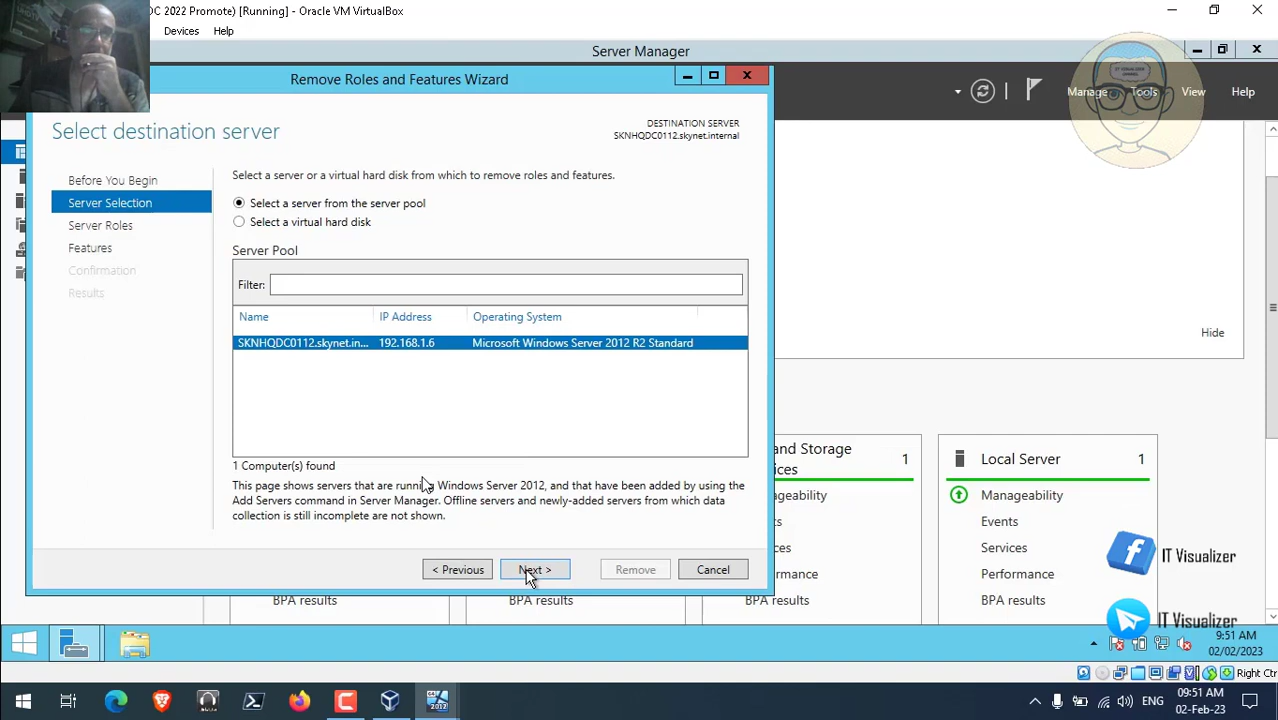 DC 2022 Promote) [Running] - Oracle VM VirtualBox
Devices
Help
Server Manager
Remove Roles and Features Wizard
Manage
Tools
View
Help
IT VISUALIZER
Select destination server
DESTINATION SERVER
SKNHQDC0112.skynet.internal
Before You Begin
Server Selection
Server Roles
Features
Confirmation
Results
Select a server or a virtual hard disk from which to remove roles and features.
Select a server from the server pool
Select a virtual hard disk
Server Pool
Filter:
Name
IP Address
Operating System
SKNHQDC0112.skynet.in...
192.168.1.6
Microsoft Windows Server 2012 R2 Standard
1 Computer(s) found
This page shows servers that are running Windows Server 2012, and that have been added by using the
Add Servers command in Server Manager. Offline servers and newly-added servers from which data
collection is still incomplete are not shown.
< Previous
Next >
Remove
Cancel
Hide
and Storage
ices
1
ageability
ts
ices
rmance
BPA results
BPA results
BPA results
Local Server
1
Manageability
Events
Services
Performance
BPA results
IT Visualizer
IT Visualizer
9:51 AM
02/02/2023
Right Ctr
ENG
09:51 AM
02-Feb-23